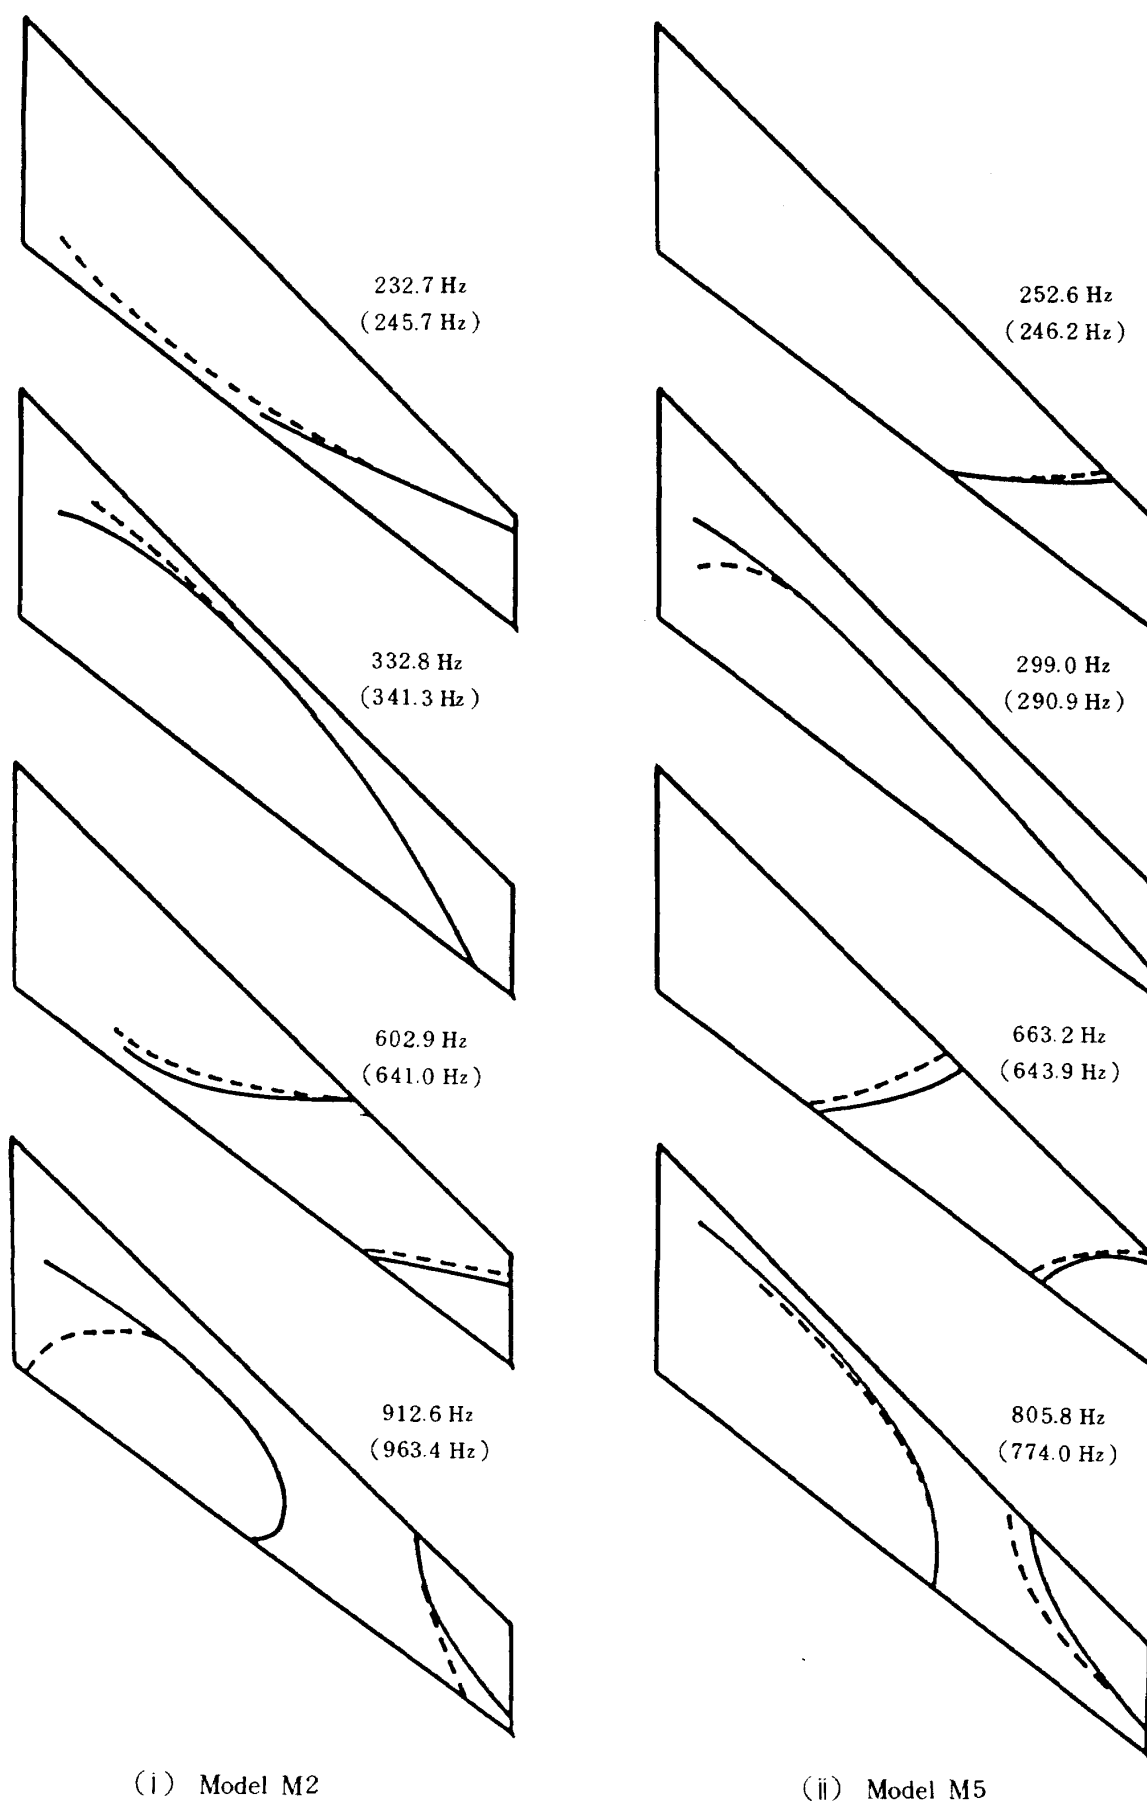 232.7 Hz
(245.7 Hz)
332.8 Hz
(341.3 Hz)
602.9 Hz
(641.0 Hz)
912.6 Hz
(963.4 Hz)
(i) Model M2
252.6 Hz
(246.2 Hz)
299.0 Hz
(290.9 Hz)
663.2 Hz
(643.9 Hz)
805.8 Hz
(774.0 Hz)
(ii) Model M5